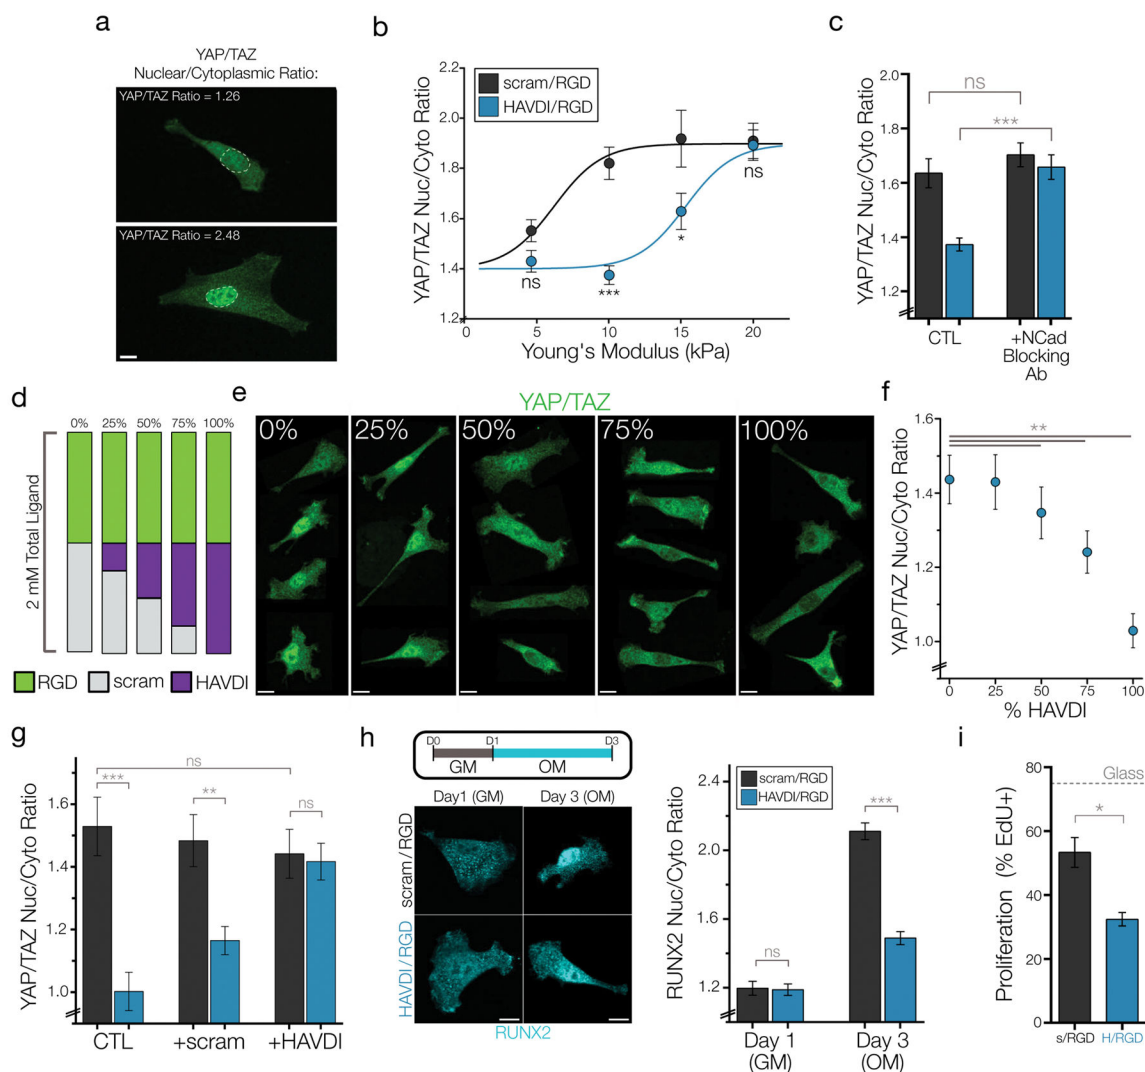 a
YAP/TAZ
Nuclear/Cytoplasmic Ratio:
YAP/TAZ Ratio = 1.26
YAP/TAZ Ratio = 2.48
b
YAP/TAZ Nuc/Cyto Ratio
2.2
2.0
1.8
1.6
1.4
1.2
scram/RGD
HAVDI/RGD
ns
***
*
ns
0
5
10
15
20
Young's Modulus (kPa)
c
YAP/TAZ Nuc/Cyto Ratio
2.0
1.8
1.6
1.4
1.2
ns
***
CTL
+NCad
Blocking
Ab
d
0% 25% 50% 75% 100%
2 mM Total Ligand
RGD
scram
HAVDI
e
YAP/TAZ
0%
25%
50%
75%
100%
f
YAP/TAZ Nuc/Cyto Ratio
1.6
1.4
1.2
1.0
**
0
25
50
75
100
% HAVDI
g
YAP/TAZ Nuc/Cyto Ratio
1.6
1.4
1.2
1.0
ns
***
**
ns
CTL
+scram
+HAVDI
h
D0
D1
D3
GM
OM
Day1 (GM)
Day 3 (OM)
scram/RGD
HAVDI/RGD
RUNX2
RUNX2 Nuc/Cyto Ratio
2.4
2.0
1.6
1.2
scram/RGD
HAVDI/RGD
ns
***
Day 1
(GM)
Day 3
(OM)
i
Proliferation (% EdU+)
80
60
40
20
0
Glass
*
s/RGD
H/RGD